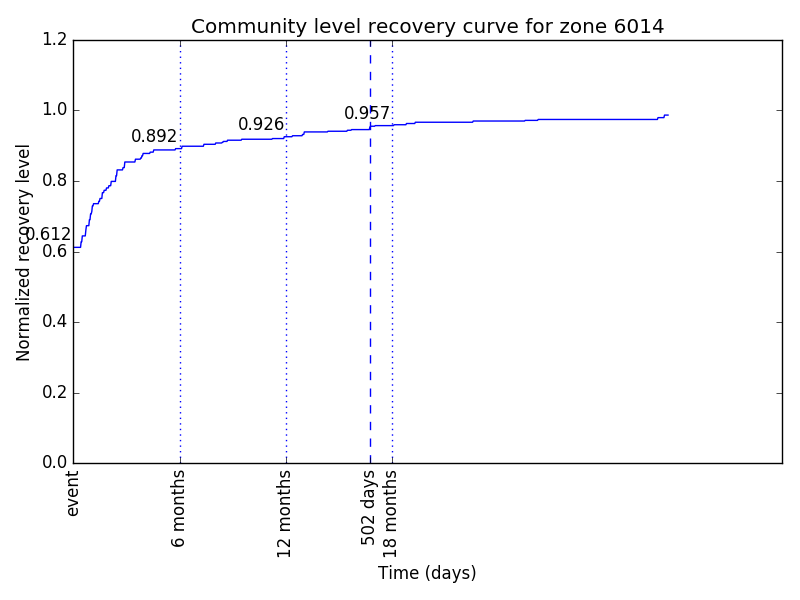 Community level recovery curve for zone 6014
Normalized recovery level
1.2
1.0
0.8
0.6
0.4
0.2
0.0
0.612
0.892
0.926
0.957
event
6 months
12 months
502 days
18 months
Time (days)